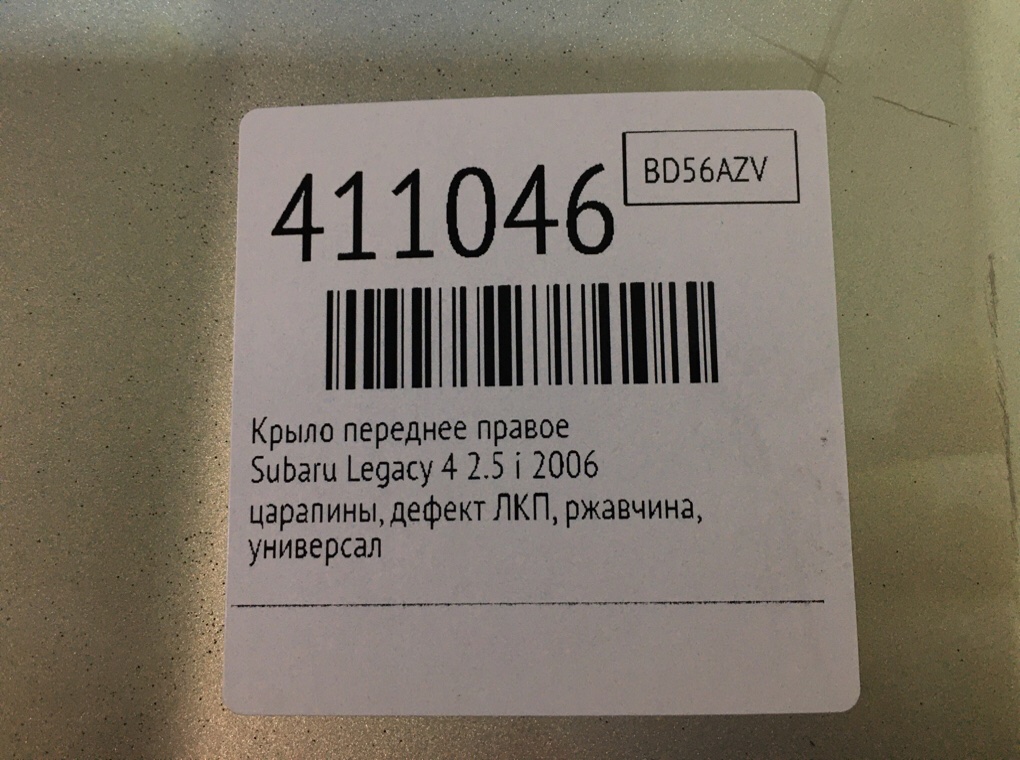 BD56AZV
411046
Крыло переднее правое
Subaru Legacy 4 2.5 i 2006
царапины, дефект ЛКП, ржавчина,
универсал